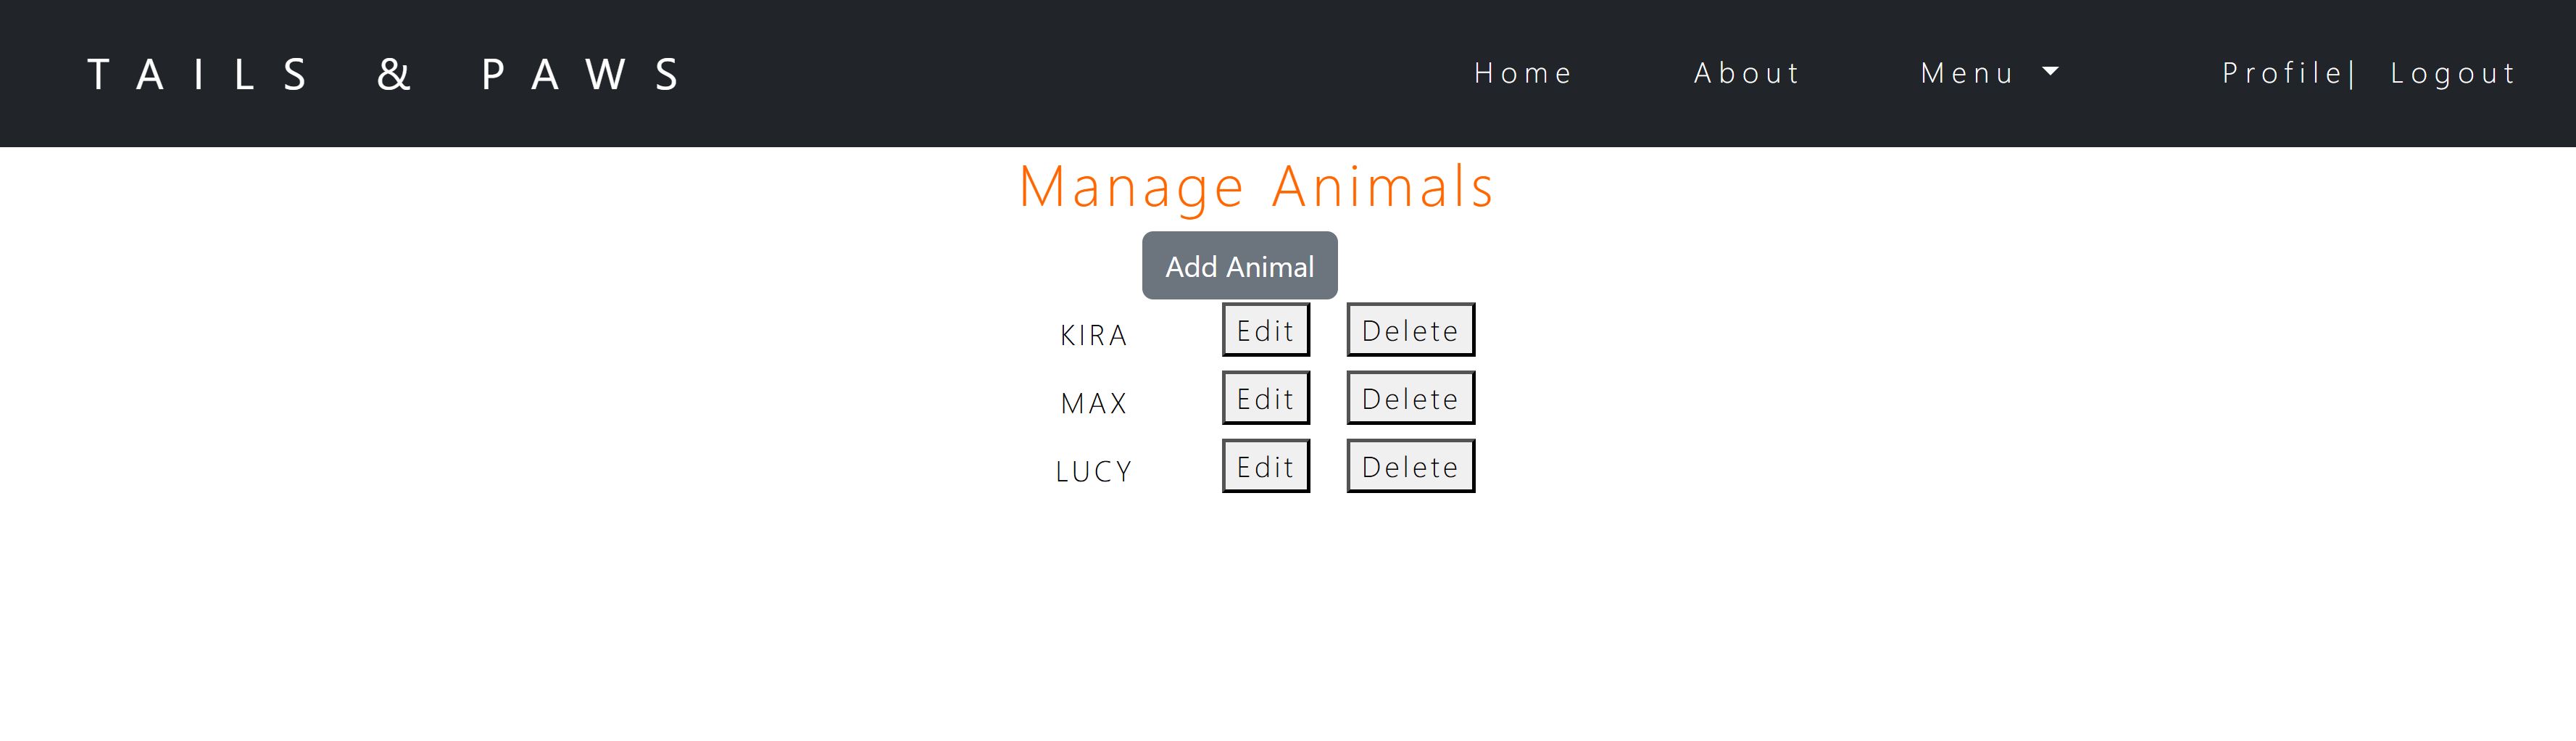 TAILS & PAWS Home About Menu Profile| Logout
Manage Animals
Add Animal
KIRA Edit Delete
MAX Edit Delete
LUCY Edit Delete